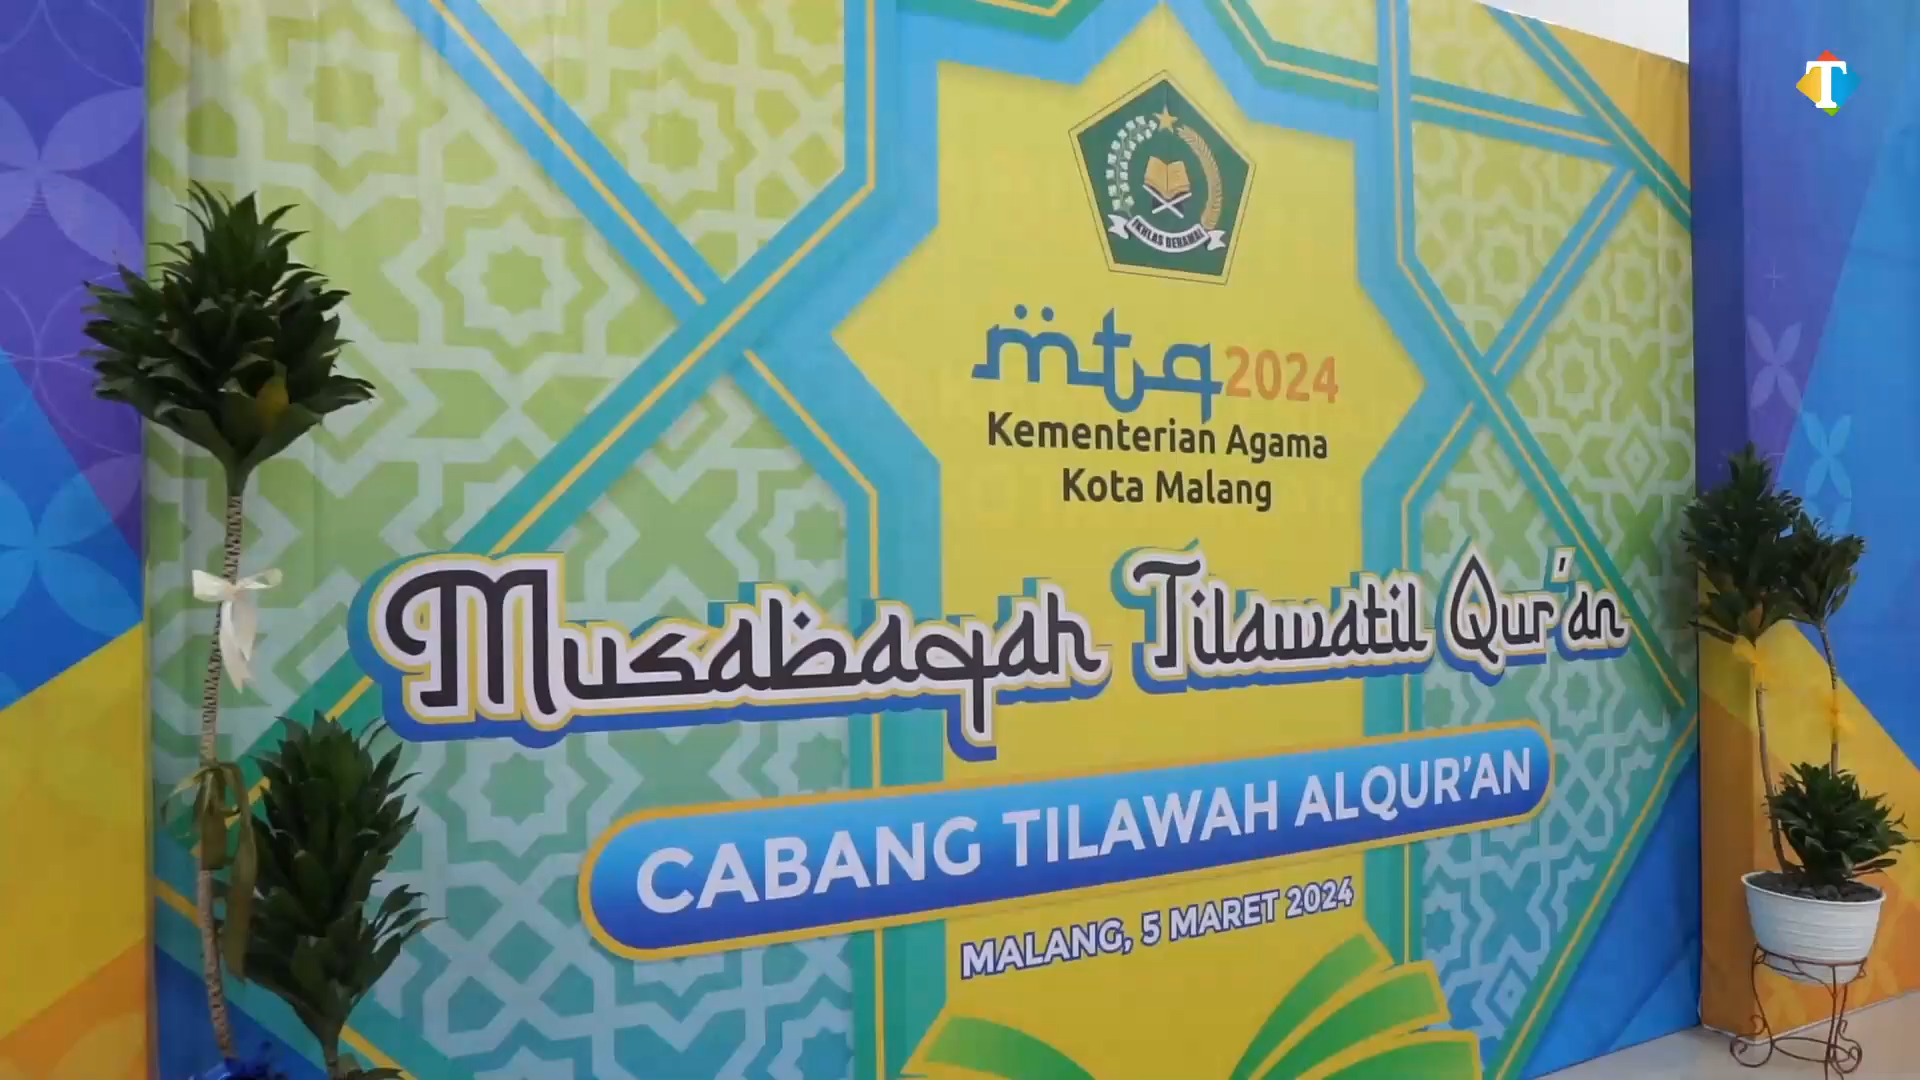 T
IKHLAS BERAMAL
mtq 2024
Kementerian Agama
Kota Malang
Musabaqah Tilawatil Qur'an
CABANG TILAWAH ALQUR'AN
MALANG, 5 MARET 2024